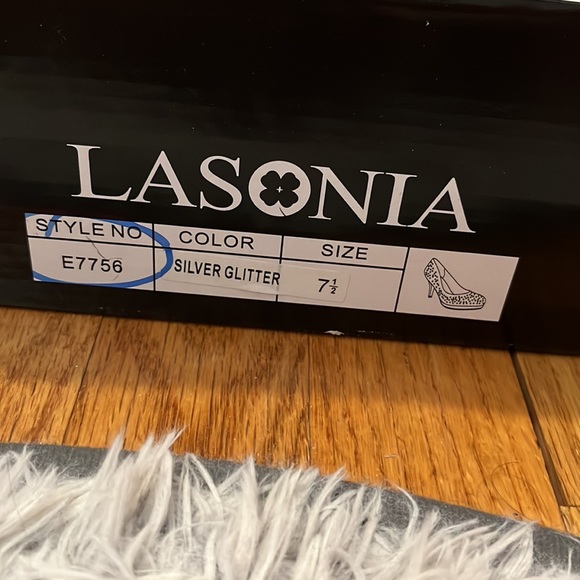 LASONIA
STYLE NO COLOR SIZE
E7756 SILVER GLITTER 7½